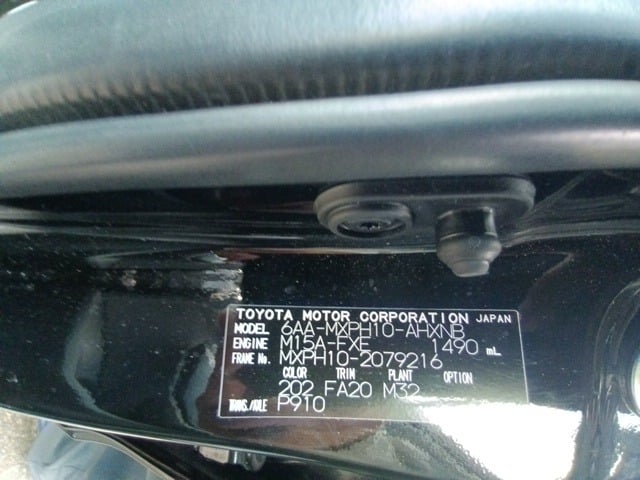 TOYOTA MOTOR CORPORATION JAPAN
MODEL 6AA-MXPH10-AHXNB
ENGINE M15A-FXE 1490 mL
FRAME No. MXPH10-2079216
COLOR TRIM PLANT OPTION
202 FA20 M32
TRANS./AXLE P910